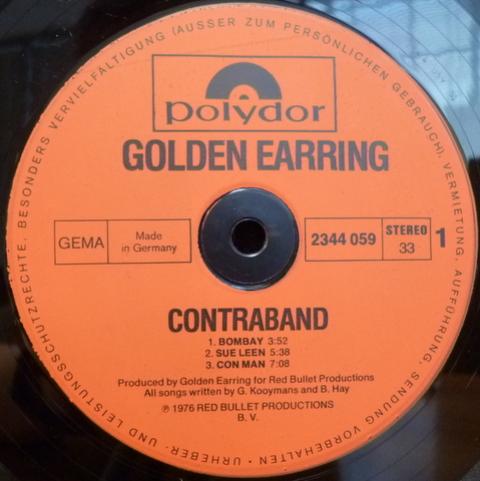 URHEBER- UND LEISTUNGSSCHUTZRECHTE, BESONDERS VERVIELFÄLTIGUNG (AUSSER ZUM PERSÖNLICHEN GEBRAUCH), VERMIETUNG, AUFFÜHRUNG, SENDUNG VORBEHALTEN ·
polydor
GOLDEN EARRING
GEMA
Made
in Germany
2344 059
STEREO
33
1
CONTRABAND
1. BOMBAY 3:52
2. SUE LEEN 5:38
3. CON MAN 7:08
Produced by Golden Earring for Red Bullet Productions
All songs written by G. Kooymans and B. Hay
℗ 1976 RED BULLET PRODUCTIONS
B. V.